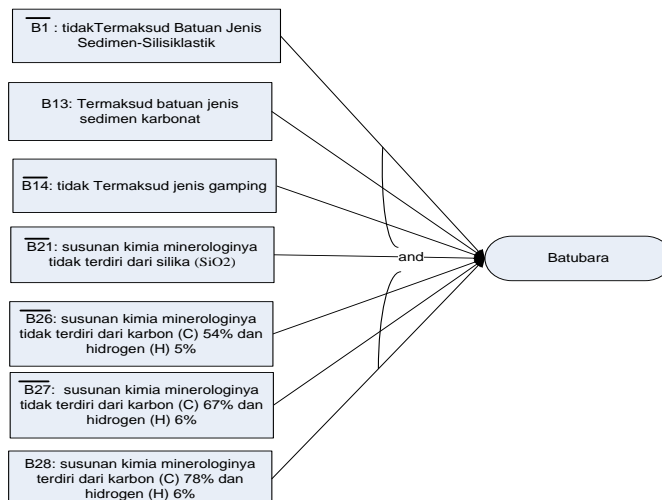 B1 : tidakTermaksud Batuan Jenis
Sedimen-Silisiklastik
B13: Termaksud batuan jenis
sedimen karbonat
B14: tidak Termaksud jenis gamping
B21: susunan kimia minerologinya
tidak terdiri dari silika (SiO2)
B26: susunan kimia minerologinya
tidak terdiri dari karbon (C) 54% dan
hidrogen (H) 5%
B27: susunan kimia minerologinya
tidak terdiri dari karbon (C) 67% dan
hidrogen (H) 6%
B28: susunan kimia minerologinya
terdiri dari karbon (C) 78% dan
hidrogen (H) 6%
and
Batubara